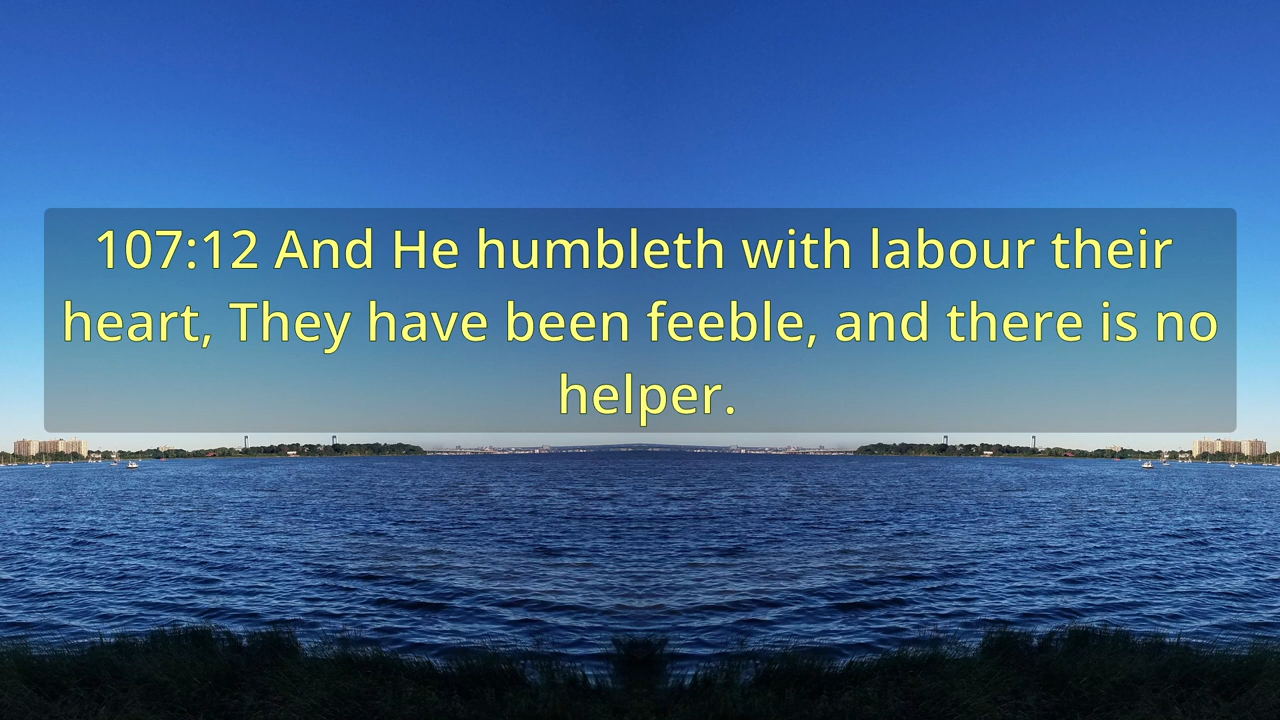 107:12 And He humbleth with labour their
heart, They have been feeble, and there is no
helper.